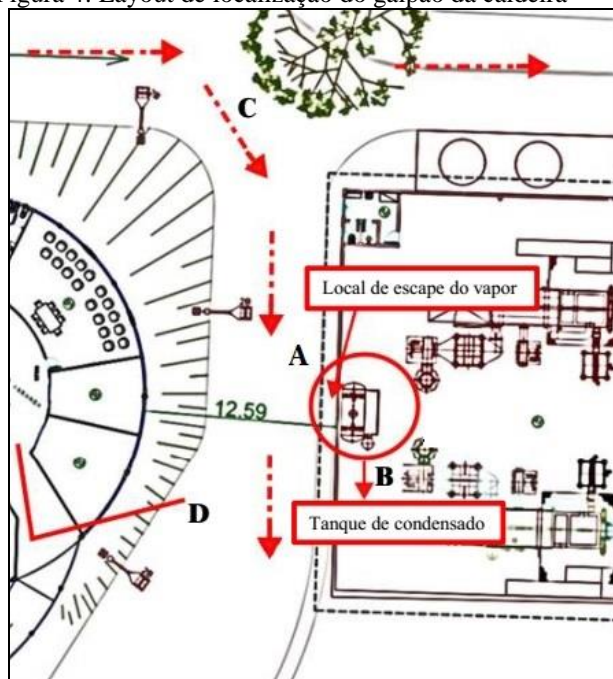 Figura 4: Layout de localização do galpão da caldeira
C
Local de escape do vapor
A
12.59
B
D
Tanque de condensado